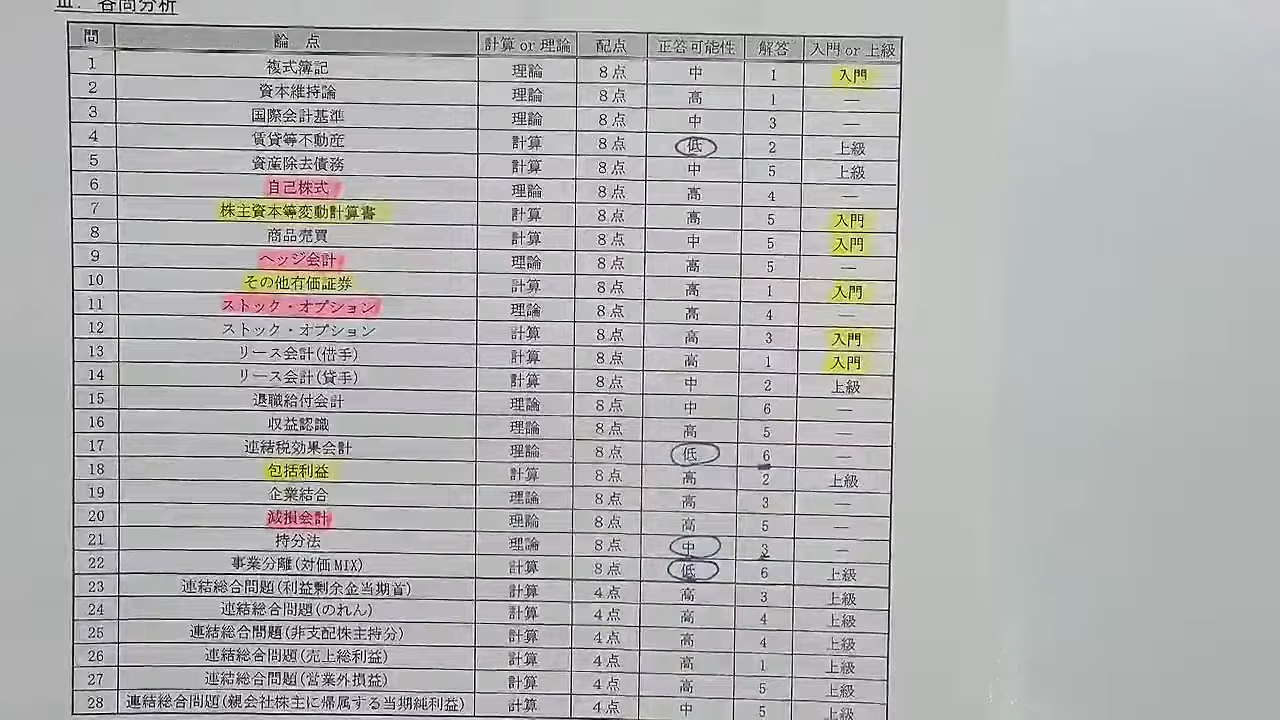 Ⅲ. 各問分析
問 論点 計算 or 理論 配点 正答可能性 解答 入門 or 上級
1 複式簿記 理論 8点 中 1 入門
2 資本維持論 理論 8点 高 1 ―
3 国際会計基準 理論 8点 中 3 ―
4 賃貸等不動産 計算 8点 低 2 上級
5 資産除去債務 計算 8点 中 5 上級
6 自己株式 理論 8点 高 4 ―
7 株主資本等変動計算書 計算 8点 高 5 入門
8 商品売買 計算 8点 中 5 入門
9 ヘッジ会計 理論 8点 高 5 ―
10 その他有価証券 計算 8点 高 1 入門
11 ストック・オプション 理論 8点 高 4 ―
12 ストック・オプション 計算 8点 高 3 入門
13 リース会計(借手) 計算 8点 高 1 入門
14 リース会計(貸手) 計算 8点 中 2 上級
15 退職給付会計 理論 8点 中 6 ―
16 収益認識 理論 8点 高 5 ―
17 連結税効果会計 理論 8点 低 6 ―
18 包括利益 計算 8点 高 2 上級
19 企業結合 理論 8点 高 3 ―
20 減損会計 理論 8点 高 5 ―
21 持分法 理論 8点 中 3 ―
22 事業分離(対価MIX) 計算 8点 低 6 上級
23 連結総合問題(利益剰余金当期首) 計算 4点 高 3 上級
24 連結総合問題(のれん) 計算 4点 高 4 上級
25 連結総合問題(非支配株主持分) 計算 4点 高 4 上級
26 連結総合問題(売上総利益) 計算 4点 高 1 上級
27 連結総合問題(営業外損益) 計算 4点 高 5 上級
28 連結総合問題(親会社株主に帰属する当期純利益) 計算 4点 中 5 上級